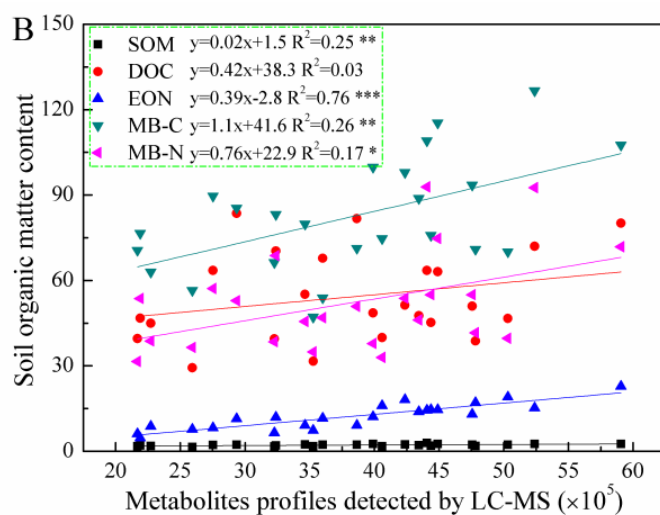 B
SOM y=0.02x+1.5 R²=0.25 **
DOC y=0.42x+38.3 R²=0.03
EON y=0.39x-2.8 R²=0.76 ***
MB-C y=1.1x+41.6 R²=0.26 **
MB-N y=0.76x+22.9 R²=0.17 *
Soil organic matter content
150
120
90
60
30
0
20 25 30 35 40 45 50 55 60
Metabolites profiles detected by LC-MS (×10⁵)